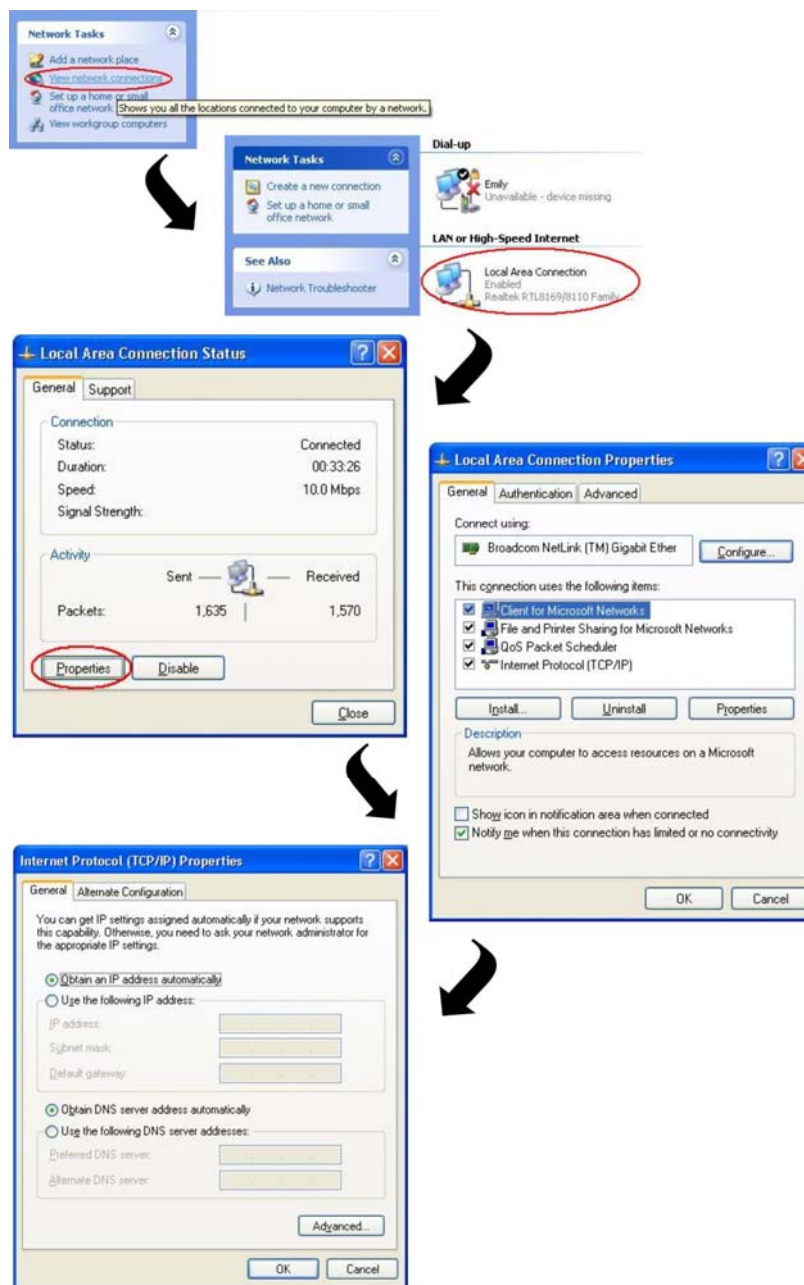 Network Tasks
Add a network place
View network connections
Set up a home or small
office network
Shows you all the locations connected to your computer by a network.
View workgroup computers
Network Tasks
Create a new connection
Set up a home or small
office network
See Also
Network Troubleshooter
Dial-up
Emily
Unavailable - device missing
LAN or High-Speed Internet
Local Area Connection
Enabled
Realtek RTL8169/8110 Family ...
Local Area Connection Status
General Support
Connection
Status: Connected
Duration: 00:33:26
Speed: 10.0 Mbps
Signal Strength:
Activity
Sent Received
Packets: 1,635 1,570
Properties Disable
Close
Local Area Connection Properties
General Authentication Advanced
Connect using:
Broadcom NetLink (TM) Gigabit Ether Configure...
This connection uses the following items:
Client for Microsoft Networks
File and Printer Sharing for Microsoft Networks
QoS Packet Scheduler
Internet Protocol (TCP/IP)
Install... Uninstall Properties
Description
Allows your computer to access resources on a Microsoft
network.
Show icon in notification area when connected
Notify me when this connection has limited or no connectivity
OK Cancel
Internet Protocol (TCP/IP) Properties
General Alternate Configuration
You can get IP settings assigned automatically if your network supports
this capability. Otherwise, you need to ask your network administrator for
the appropriate IP settings.
Obtain an IP address automatically
Use the following IP address:
IP address:
Subnet mask:
Default gateway:
Obtain DNS server address automatically
Use the following DNS server addresses:
Preferred DNS server:
Alternate DNS server:
Advanced...
OK Cancel